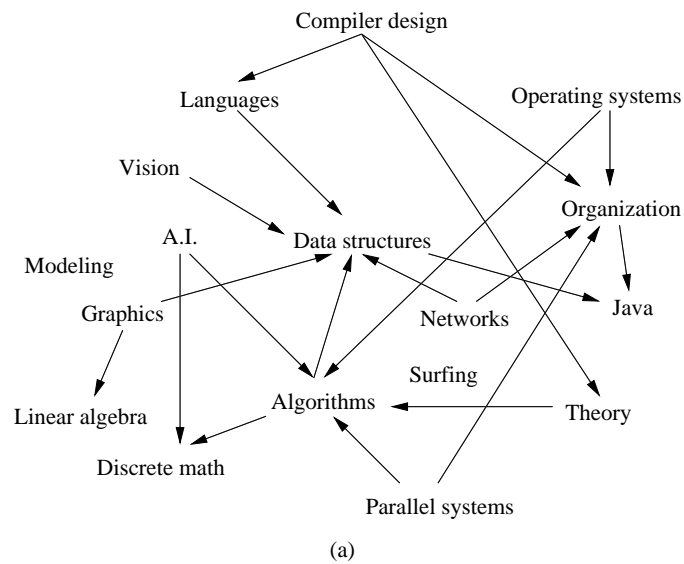 Compiler design
Languages
Operating systems
Vision
Organization
A.I.
Data structures
Modeling
Graphics
Networks
Java
Surfing
Linear algebra
Algorithms
Theory
Discrete math
Parallel systems
(a)